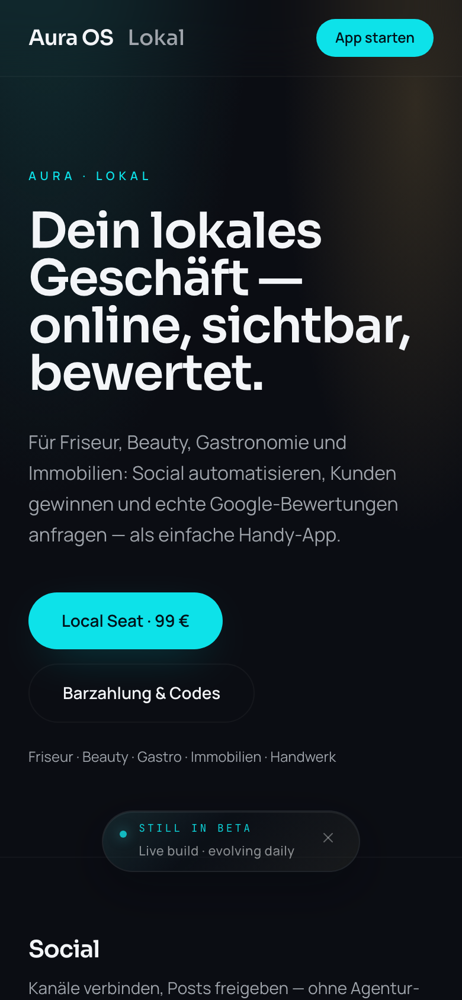 Aura OS Lokal
App starten
AURA · LOKAL
Dein lokales
Geschäft —
online, sichtbar,
bewertet.
Für Friseur, Beauty, Gastronomie und
Immobilien: Social automatisieren, Kunden
gewinnen und echte Google-Bewertungen
anfragen — als einfache Handy-App.
Local Seat · 99 €
Barzahlung & Codes
Friseur · Beauty · Gastro · Immobilien · Handwerk
STILL IN BETA
Live build · evolving daily
Social
Kanäle verbinden, Posts freigeben — ohne Agentur-